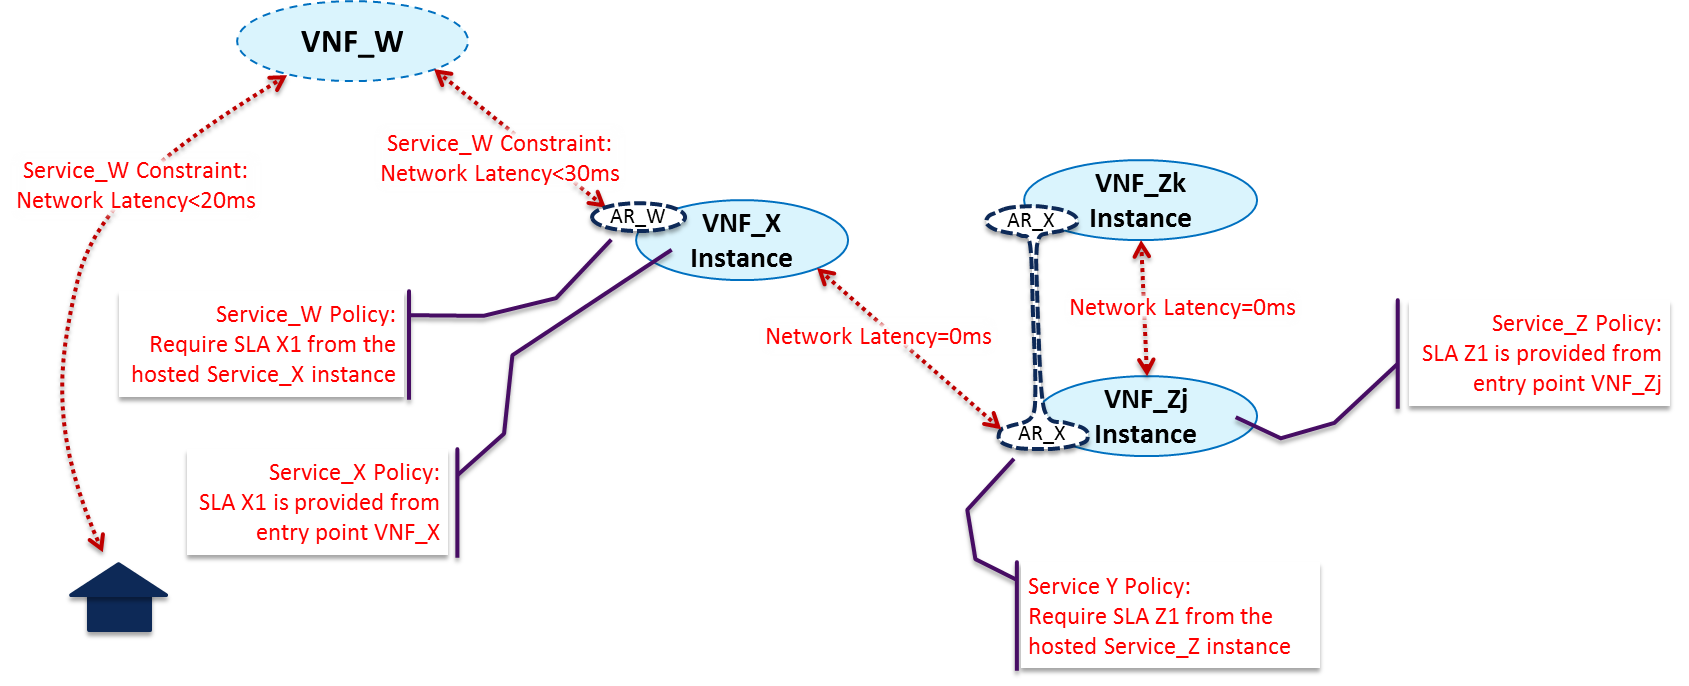 VNF_W
Service_W Constraint:
Network Latency<20ms
Service_W Constraint:
Network Latency<30ms
AR_W
VNF_X
Instance
VNF_Zk
Instance
AR_X
Network Latency=0ms
Network Latency=0ms
Service_W Policy:
Require SLA X1 from the
hosted Service_X instance
Service_Z Policy:
SLA Z1 is provided from
entry point VNF_Zj
VNF_Zj
Instance
AR_X
Service_X Policy:
SLA X1 is provided from
entry point VNF_X
Service Y Policy:
Require SLA Z1 from the
hosted Service_Z instance